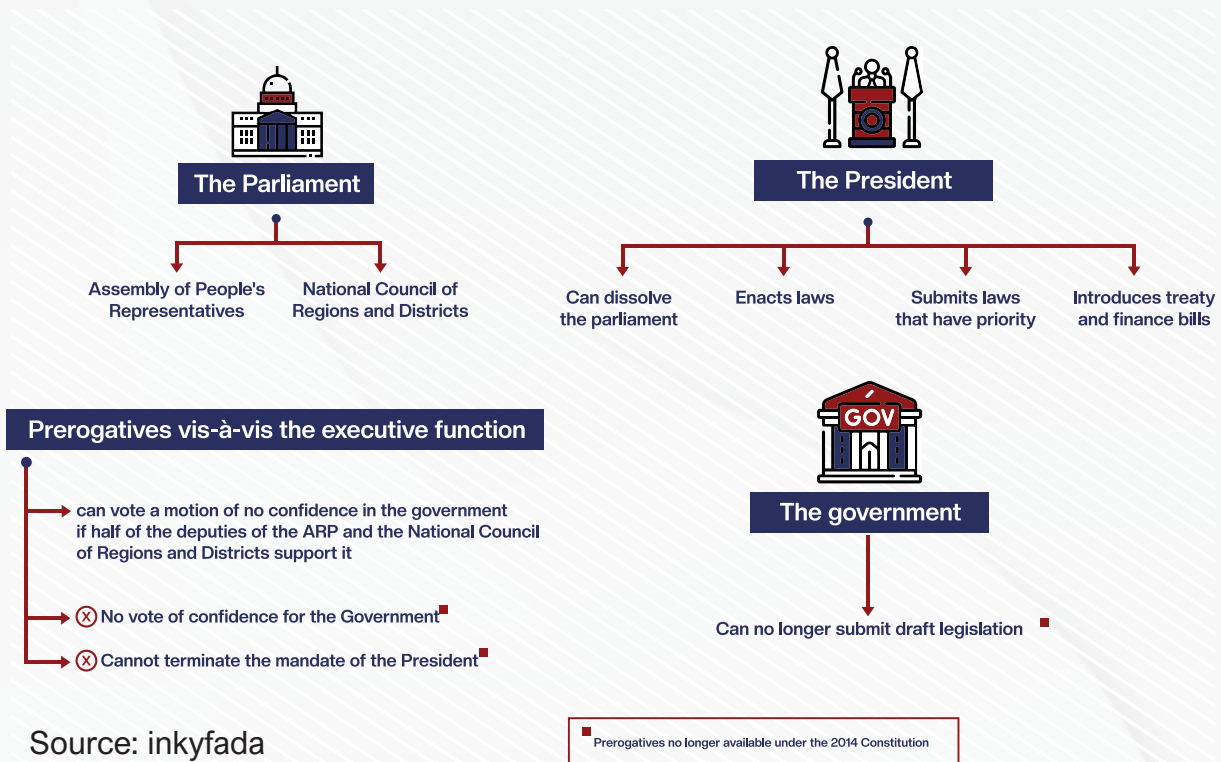 The Parliament
Assembly of People's
Representatives
National Council of
Regions and Districts
The President
Can dissolve
the parliament
Enacts laws
Submits laws
that have priority
Introduces treaty
and finance bills
Prerogatives vis-à-vis the executive function
can vote a motion of no confidence in the government
if half of the deputies of the ARP and the National Council
of Regions and Districts support it
X No vote of confidence for the Government
X Cannot terminate the mandate of the President
GOV
The government
Can no longer submit draft legislation
Source: inkyfada
Prerogatives no longer available under the 2014 Constitution